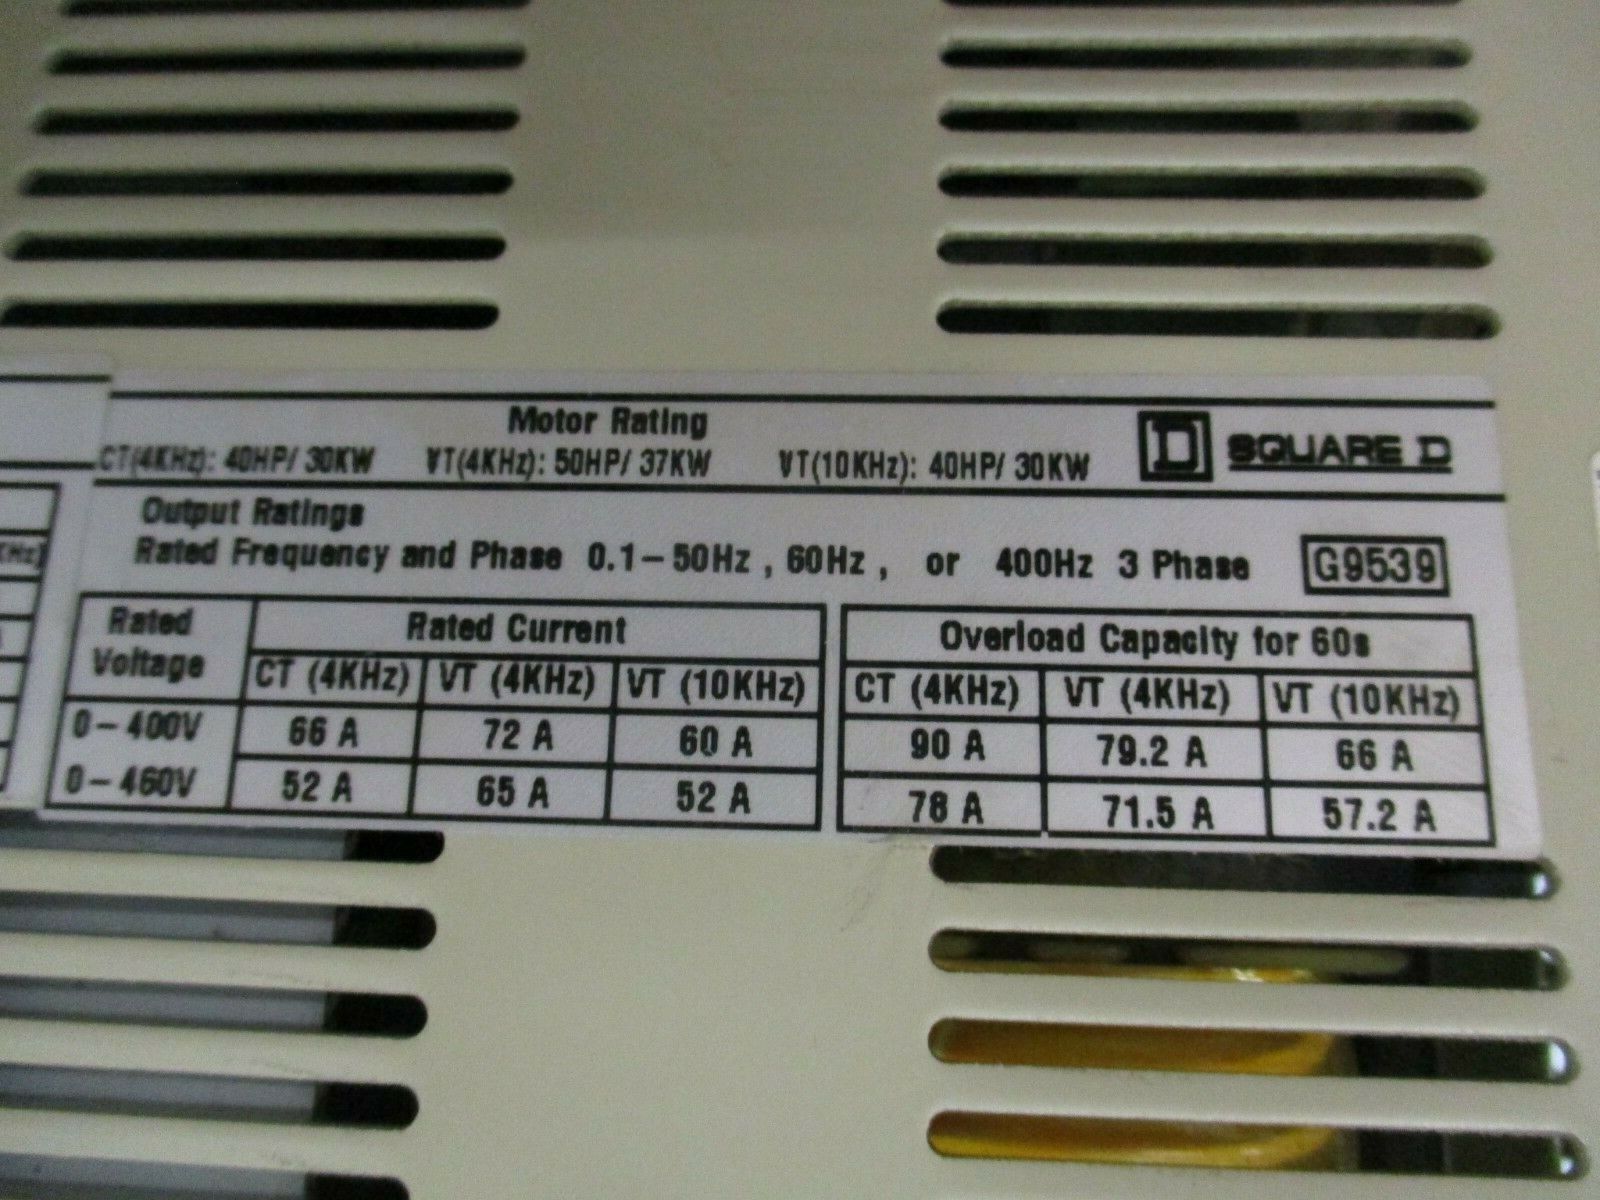 Motor Rating
CT(4KHz): 40HP/ 30KW VT(4KHz): 50HP/ 37KW VT(10KHz): 40HP/ 30KW
D SQUARE D
Output Ratings
Rated Frequency and Phase 0.1-50Hz, 60Hz, or 400Hz 3 Phase
G9539
Rated Voltage Rated Current Overload Capacity for 60s
CT (4KHz) VT (4KHz) VT (10KHz) CT (4KHz) VT (4KHz) VT (10KHz)
0-400V 66 A 72 A 60 A 90 A 79.2 A 66 A
0-460V 52 A 65 A 52 A 78 A 71.5 A 57.2 A